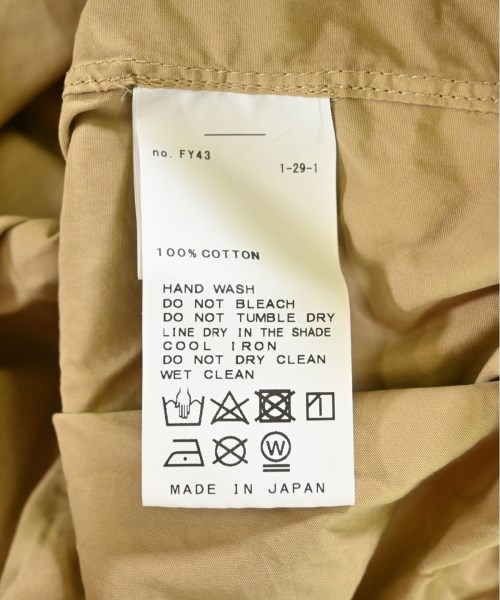 no. FY43
1-29-1
100% COTTON
HAND WASH
DO NOT BLEACH
DO NOT TUMBLE DRY
LINE DRY IN THE SHADE
COOL IRON
DO NOT DRY CLEAN
WET CLEAN
W
MADE IN JAPAN